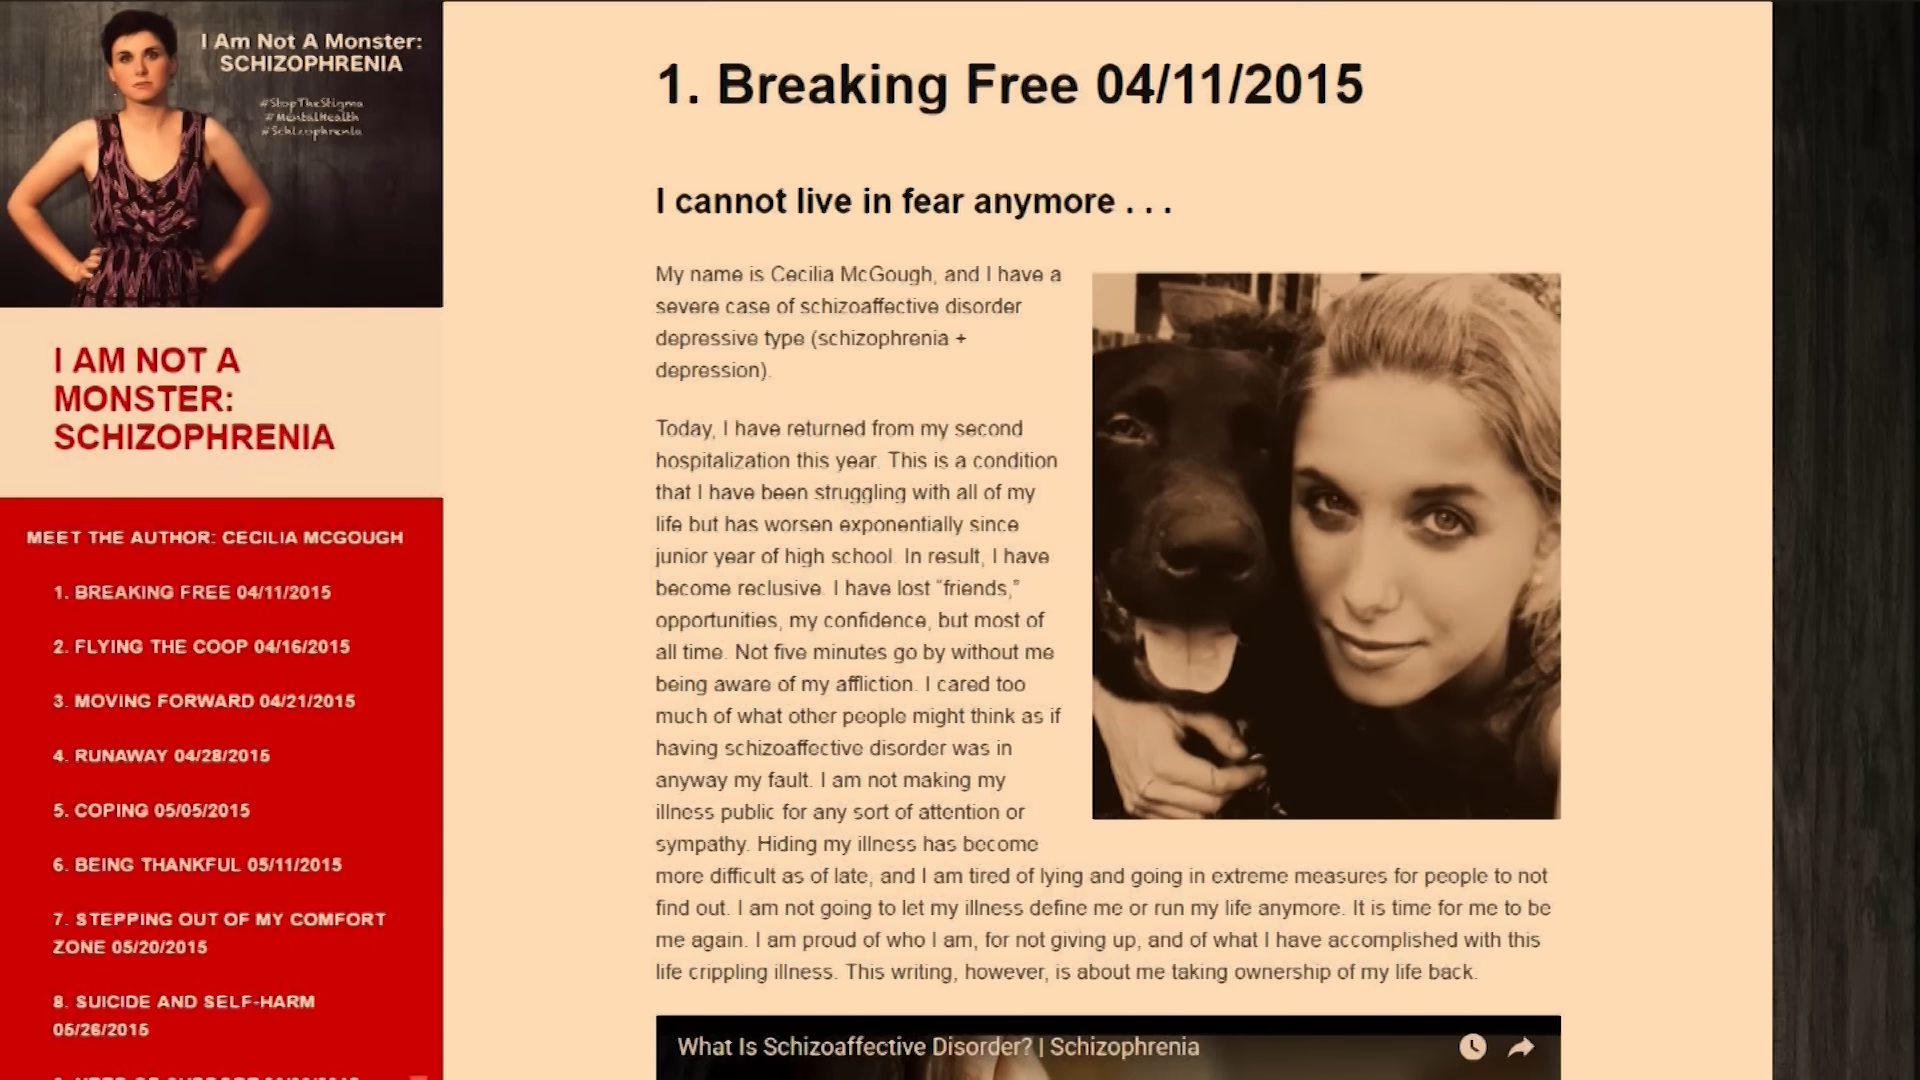 I Am Not A Monster:
SCHIZOPHRENIA
#StopTheStigma
#MentalHealth
#Schizophrenia
I AM NOT A
MONSTER:
SCHIZOPHRENIA
MEET THE AUTHOR: CECILIA MCGOUGH
1. BREAKING FREE 04/11/2015
2. FLYING THE COOP 04/16/2015
3. MOVING FORWARD 04/21/2015
4. RUNAWAY 04/28/2015
5. COPING 05/05/2015
6. BEING THANKFUL 05/11/2015
7. STEPPING OUT OF MY COMFORT
ZONE 05/20/2015
8. SUICIDE AND SELF-HARM
05/26/2015
1. Breaking Free 04/11/2015
I cannot live in fear anymore . . .
My name is Cecilia McGough, and I have a
severe case of schizoaffective disorder
depressive type (schizophrenia +
depression).
Today, I have returned from my second
hospitalization this year. This is a condition
that I have been struggling with all of my
life but has worsen exponentially since
junior year of high school. In result, I have
become reclusive. I have lost “friends,”
opportunities, my confidence, but most of
all time. Not five minutes go by without me
being aware of my affliction. I cared too
much of what other people might think as if
having schizoaffective disorder was in
anyway my fault. I am not making my
illness public for any sort of attention or
sympathy. Hiding my illness has become
more difficult as of late, and I am tired of lying and going in extreme measures for people to not
find out. I am not going to let my illness define me or run my life anymore. It is time for me to be
me again. I am proud of who I am, for not giving up, and of what I have accomplished with this
life crippling illness. This writing, however, is about me taking ownership of my life back.
What Is Schizoaffective Disorder? | Schizophrenia